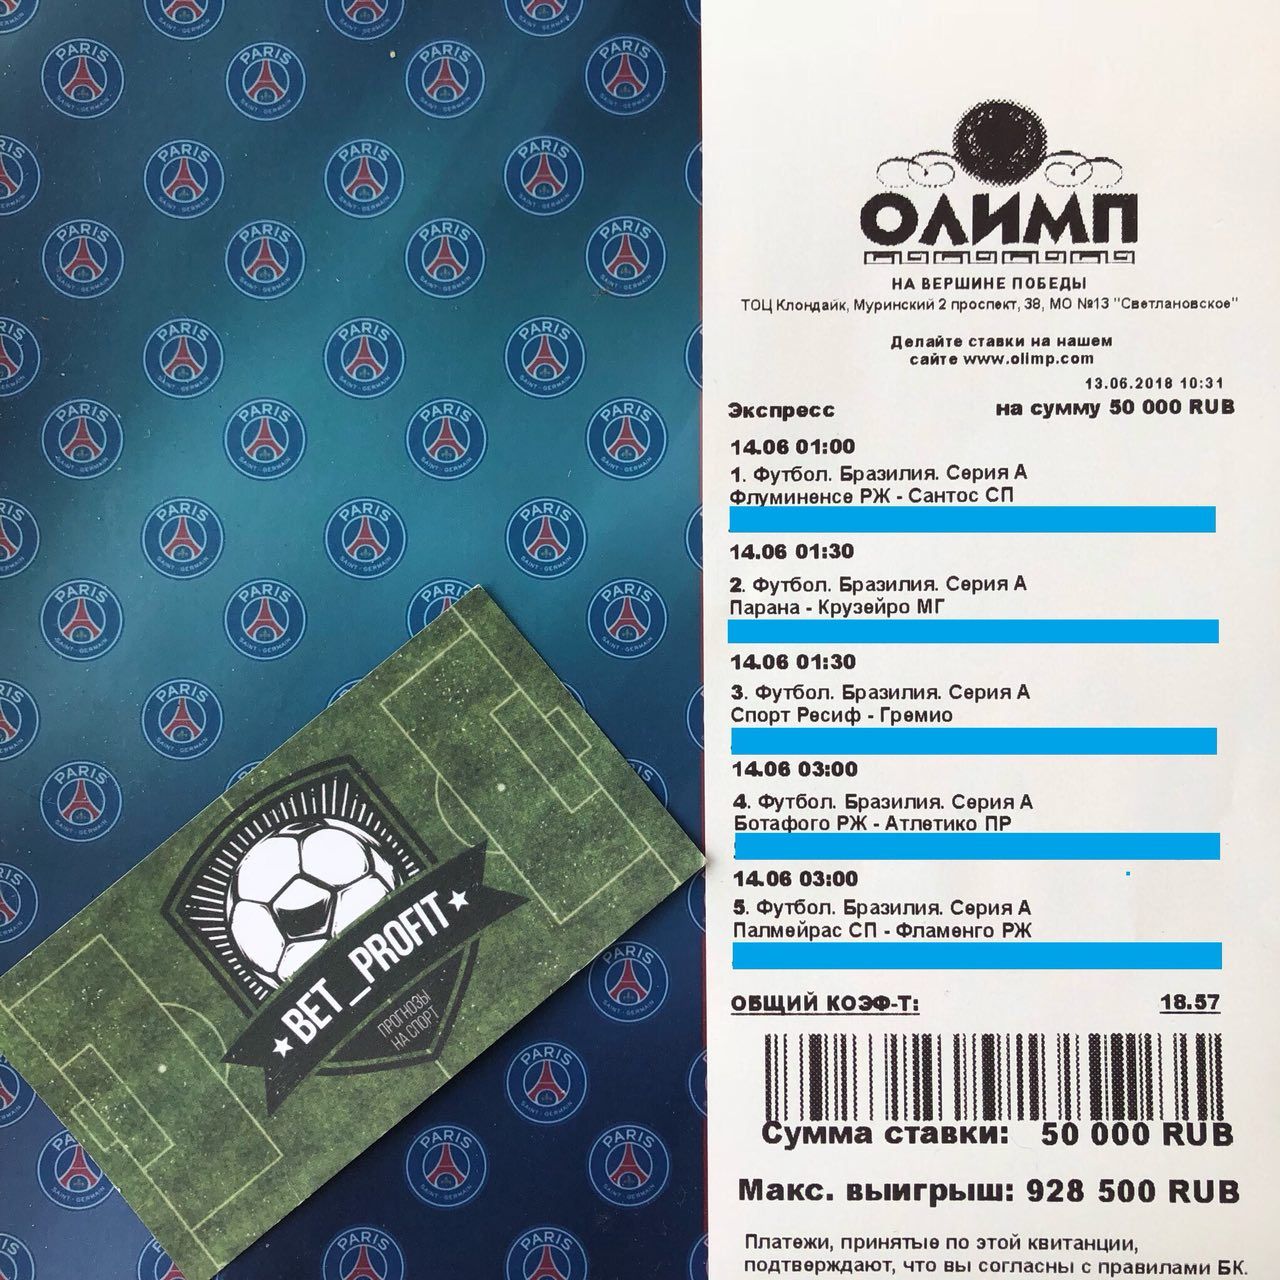 PARIS
SAINT-GERMAIN
BET_PROFIT
ПРОГНОЗЫ
НА СПОРТ
ОЛИМП
НА ВЕРШИНЕ ПОБЕДЫ
ТОЦ Клондайк, Муринский 2 проспект, 38, МО №13 "Светлановское"
Делайте ставки на нашем
сайте www.olimp.com
13.06.2018 10:31
Экспресс на сумму 50 000 RUB
14.06 01:00
1. Футбол. Бразилия. Серия А
Флуминенсе РЖ - Сантос СП
14.06 01:30
2. Футбол. Бразилия. Серия А
Парана - Крузейро МГ
14.06 01:30
3. Футбол. Бразилия. Серия А
Спорт Ресиф - Гремио
14.06 03:00
4. Футбол. Бразилия. Серия А
Ботафого РЖ - Атлетико ПР
14.06 03:00
5. Футбол. Бразилия. Серия А
Палмейрас СП - Фламенго РЖ
ОБЩИЙ КОЭФ-Т: 18.57
Сумма ставки: 50 000 RUB
Макс. выигрыш: 928 500 RUB
Платежи, принятые по этой квитанции,
подтверждают, что вы согласны с правилами БК.